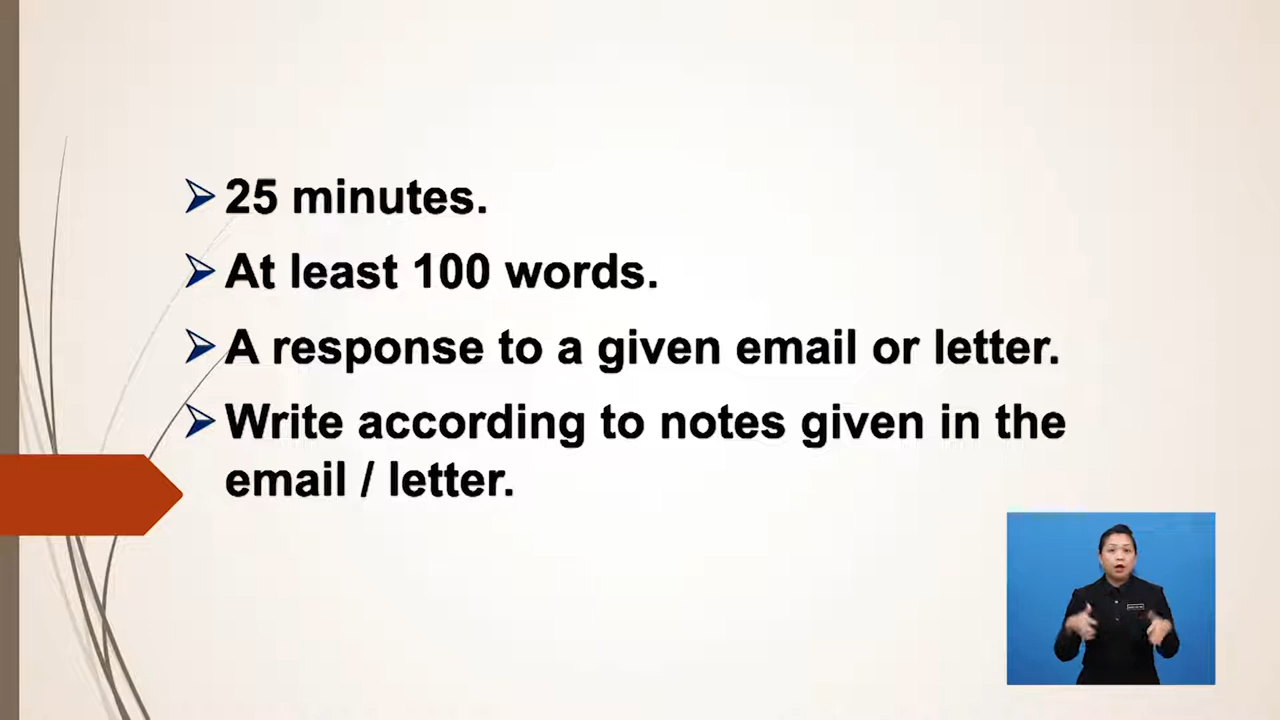 25 minutes.
At least 100 words.
A response to a given email or letter.
Write according to notes given in the
email / letter.